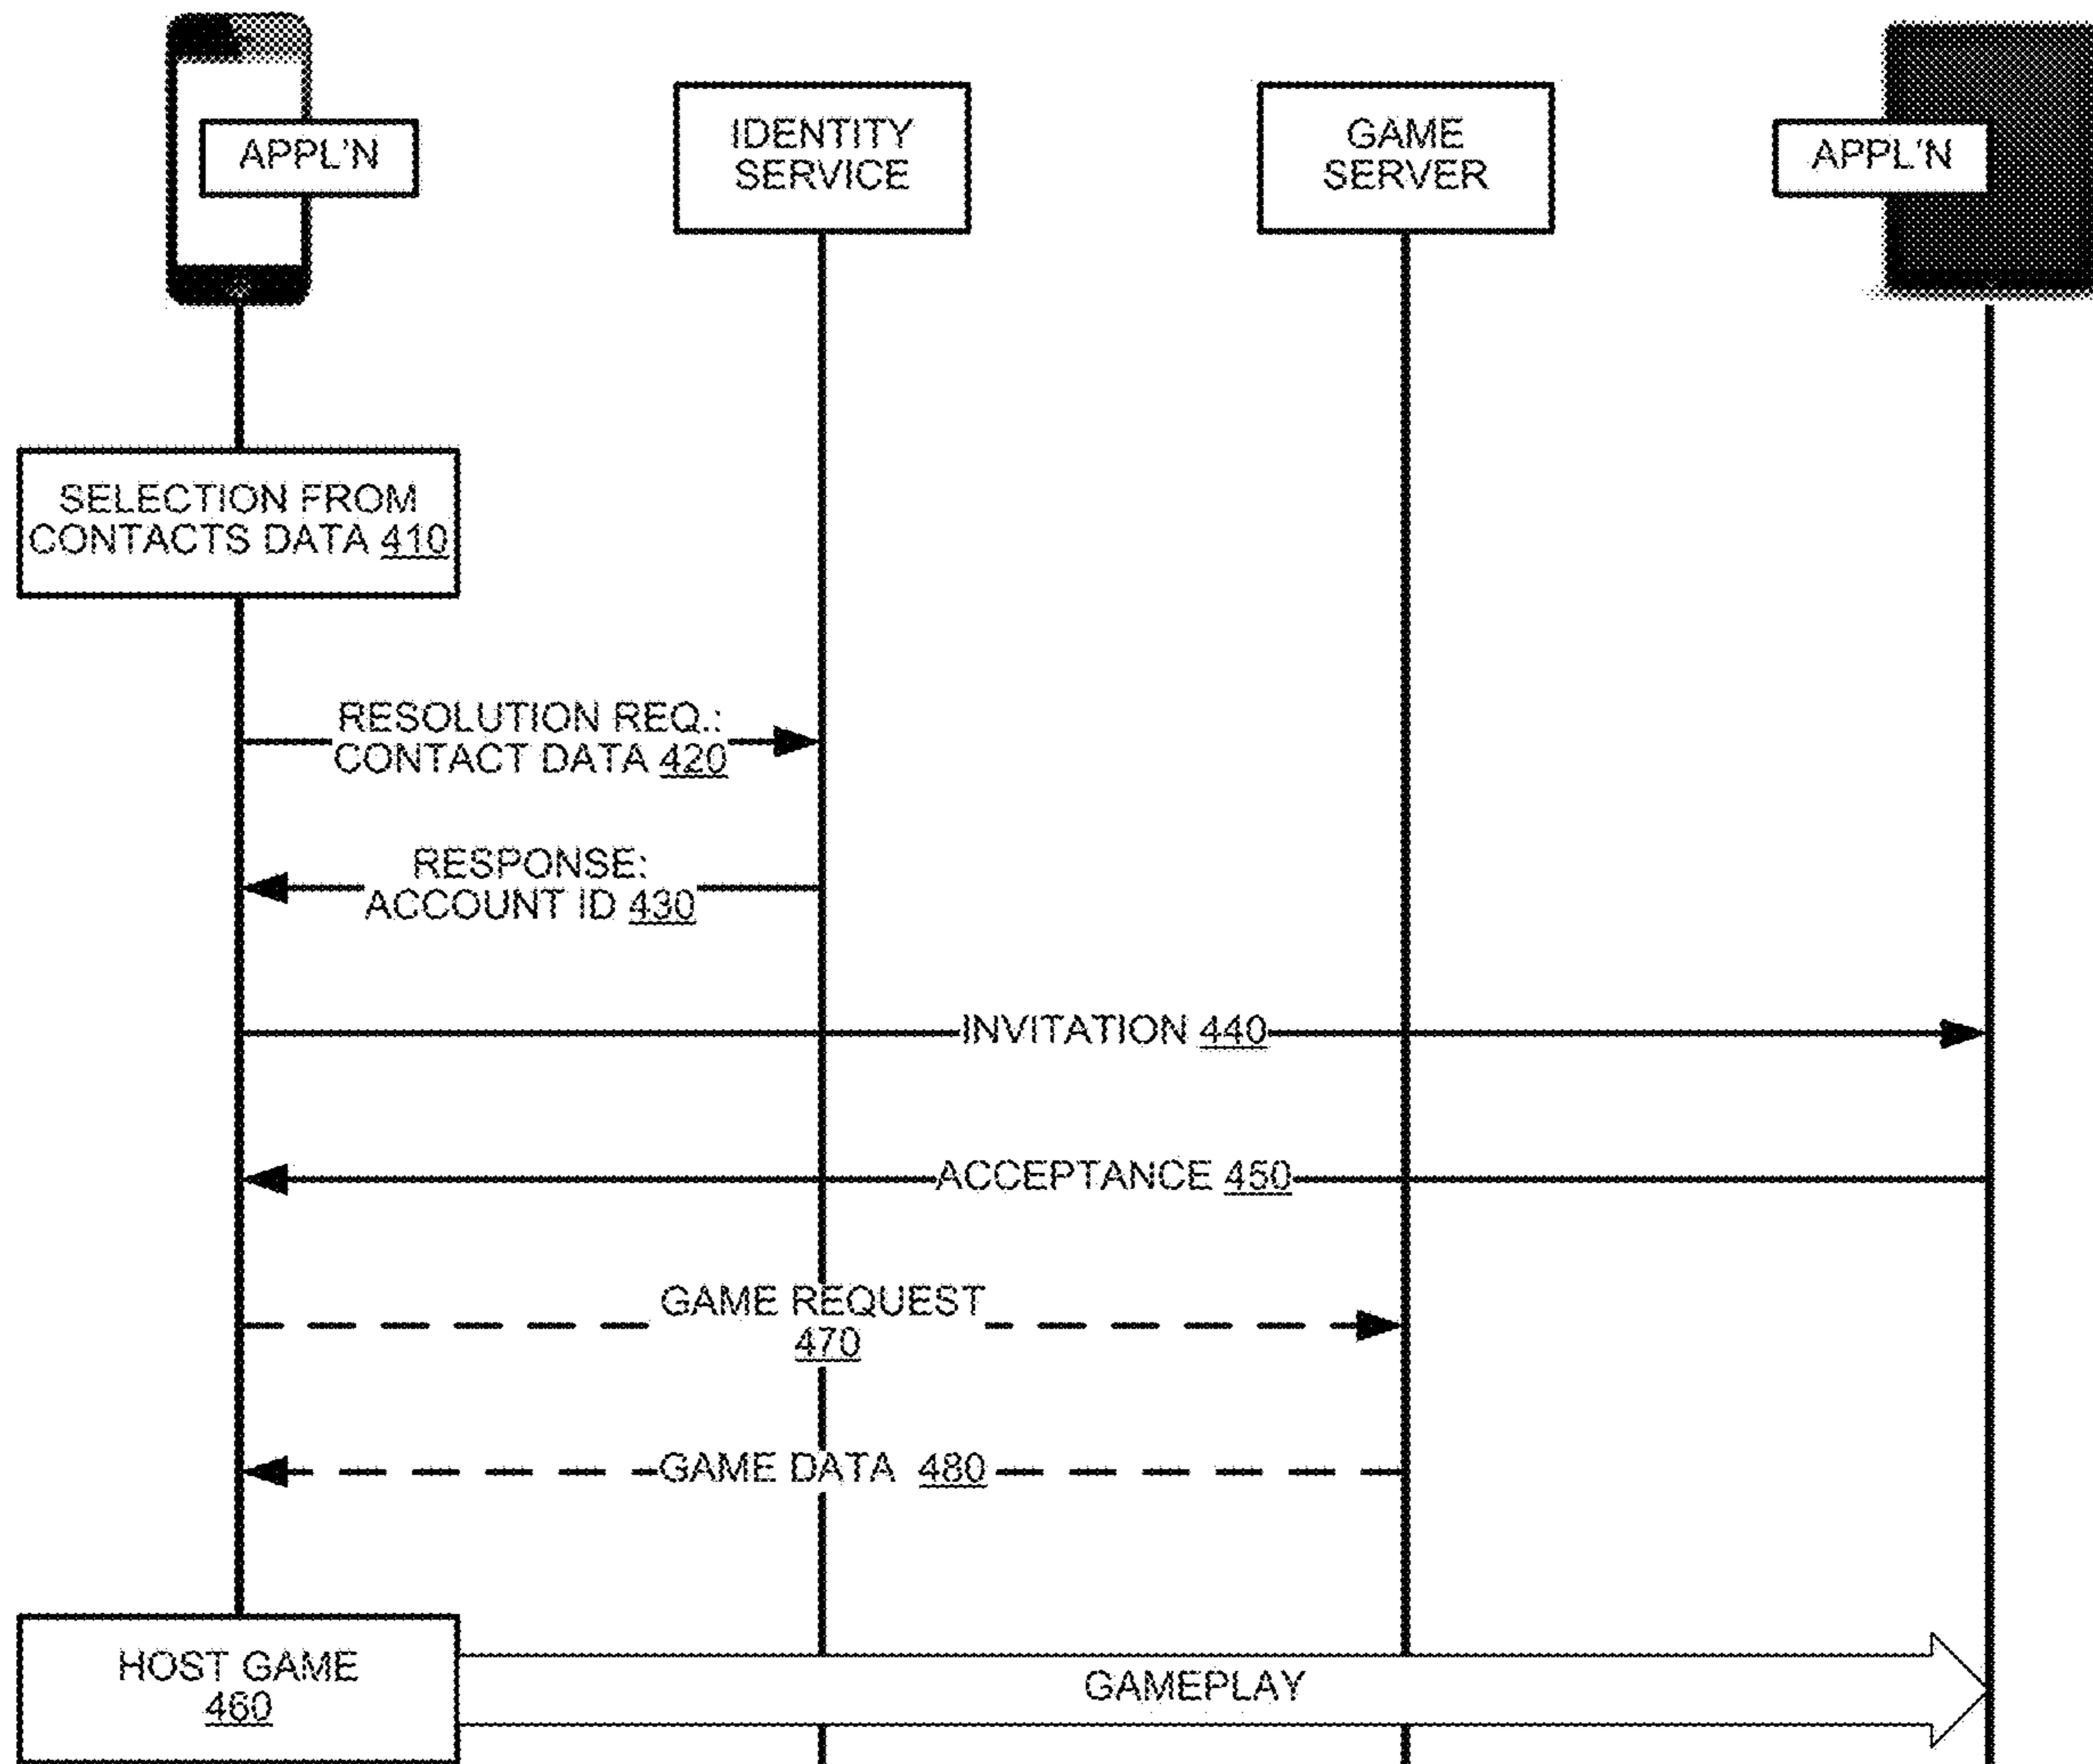 APPL'N
IDENTITY
SERVICE
GAME
SERVER
APPL'N
SELECTION FROM
CONTACTS DATA 410
RESOLUTION REQ.:
CONTACT DATA 420
RESPONSE:
ACCOUNT ID 430
INVITATION 440
ACCEPTANCE 450
GAME REQUEST
470
GAME DATA 480
HOST GAME
460
GAMEPLAY